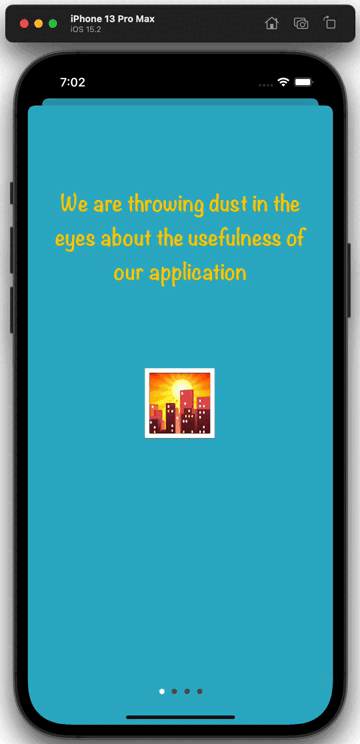 iPhone 13 Pro Max
iOS 15.2
7:02
We are throwing dust in the
eyes about the usefulness of
our application